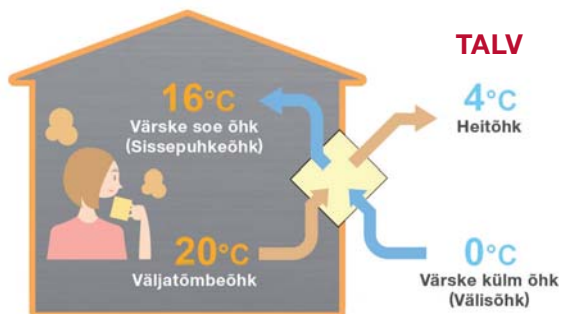 TALV
16°C
Värske soe õhk
(Sissepuhkeõhk)
4°C
Heitõhk
20°C
Väljatõmbeõhk
0°C
Värske külm õhk
(Välisõhk)